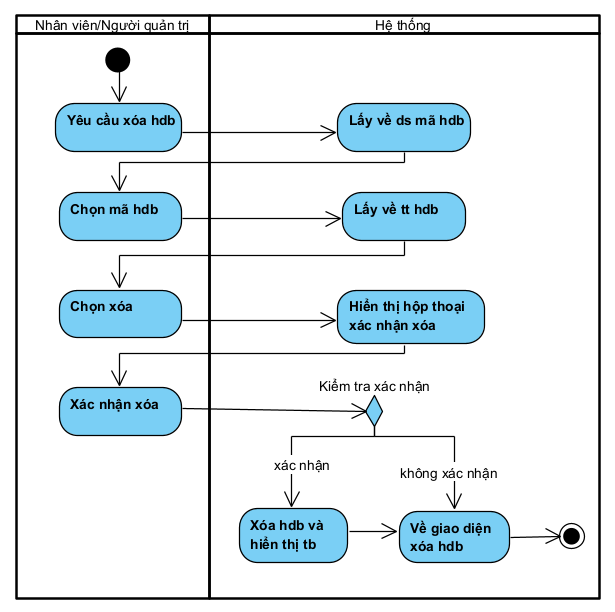 Nhân viên/Người quản trị
Hệ thống
Yêu cầu xóa hdb
Lấy về ds mã hdb
Chọn mã hdb
Lấy về tt hdb
Chọn xóa
Hiển thị hộp thoại
xác nhận xóa
Xác nhận xóa
Kiểm tra xác nhận
xác nhận
không xác nhận
Xóa hdb và
hiển thị tb
Về giao diện
xóa hdb